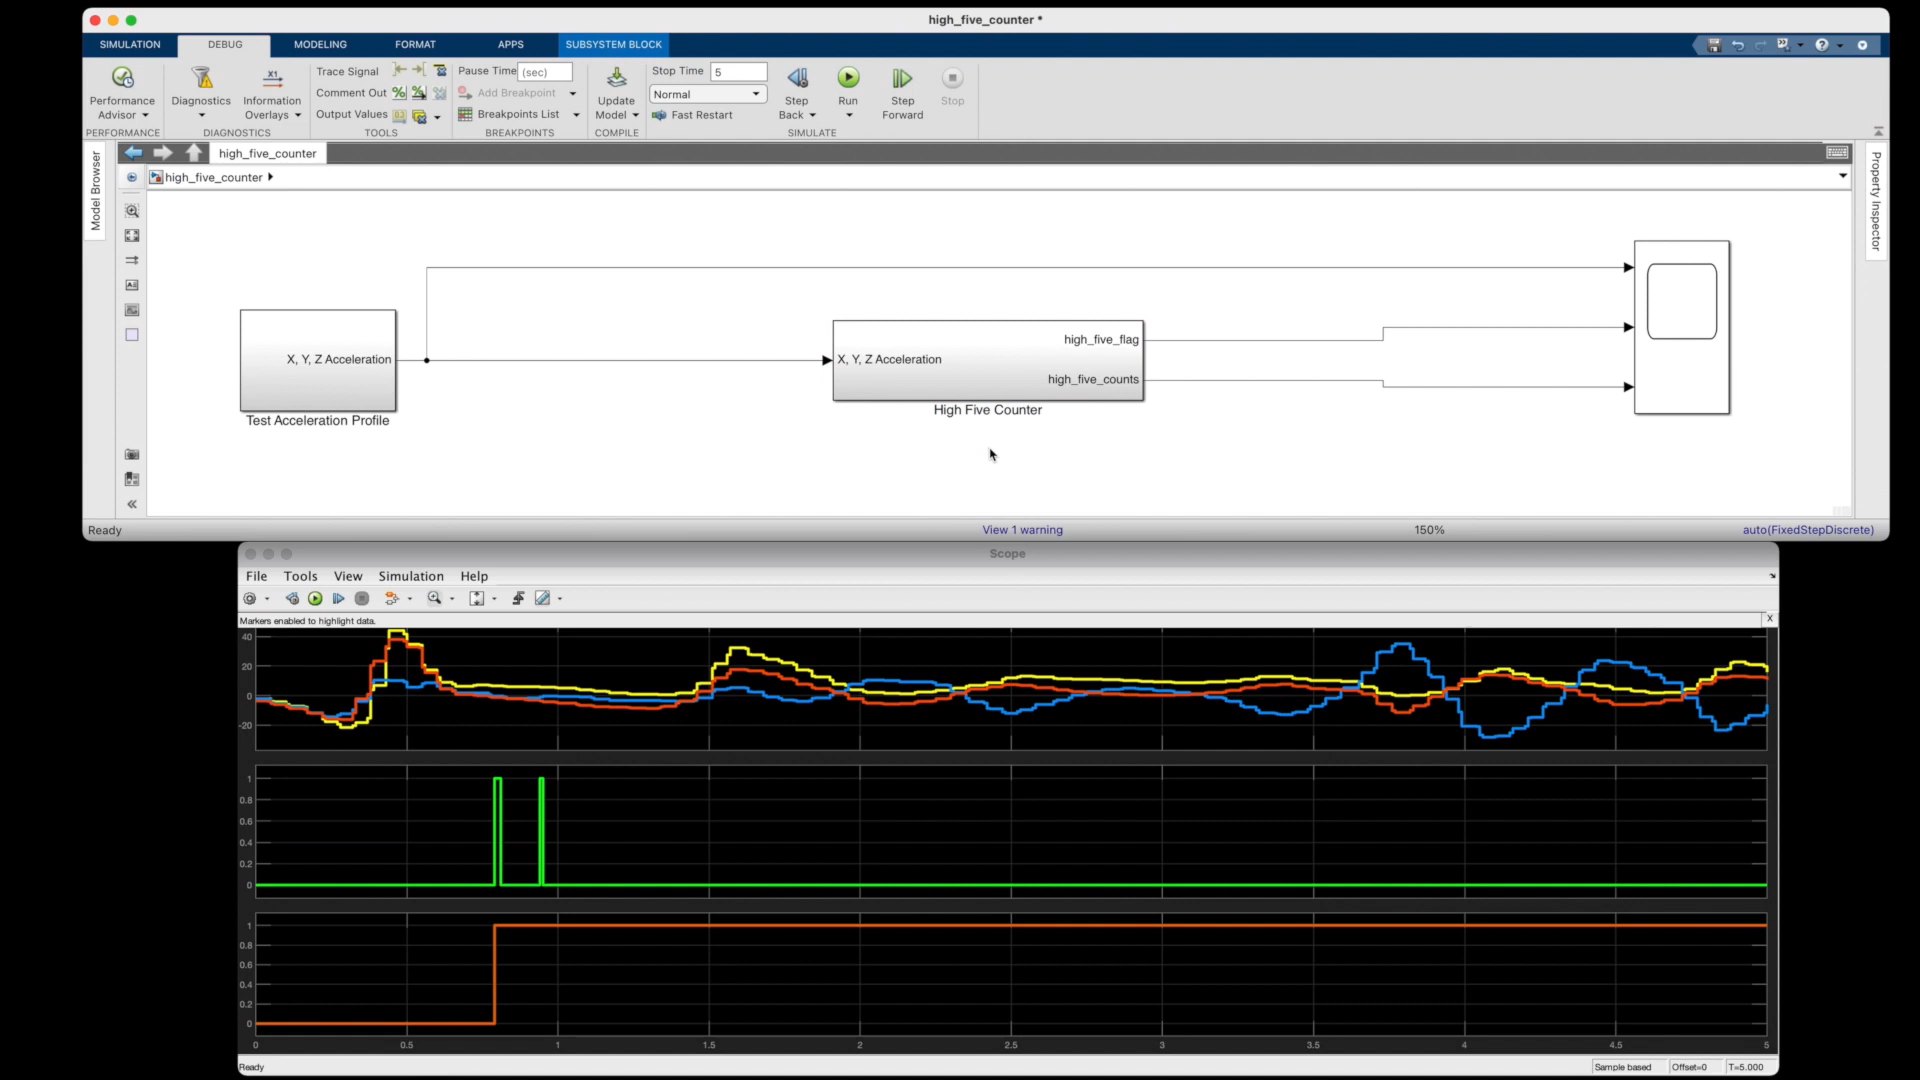 high_five_counter *
SIMULATION DEBUG MODELING FORMAT APPS SUBSYSTEM BLOCK
Performance Advisor
PERFORMANCE
Diagnostics
Information Overlays
DIAGNOSTICS
Trace Signal
Comment Out
Output Values
TOOLS
Pause Time (sec)
Add Breakpoint
Breakpoints List
BREAKPOINTS
Update Model
COMPILE
Stop Time 5
Normal
Fast Restart
Step Back
Run
Step Forward
Stop
SIMULATE
Model Browser
high_five_counter
high_five_counter
Property Inspector
X, Y, Z Acceleration
Test Acceleration Profile
X, Y, Z Acceleration
high_five_flag
high_five_counts
High Five Counter
Ready View 1 warning 150% auto(FixedStepDiscrete)
Scope
File Tools View Simulation Help
Markers enabled to highlight data. X
40
20
0
-20
1
0.8
0.6
0.4
0.2
0
1
0.8
0.6
0.4
0.2
0
0 0.5 1 1.5 2 2.5 3 3.5 4 4.5 5
Ready Sample based Offset=0 T=5.000